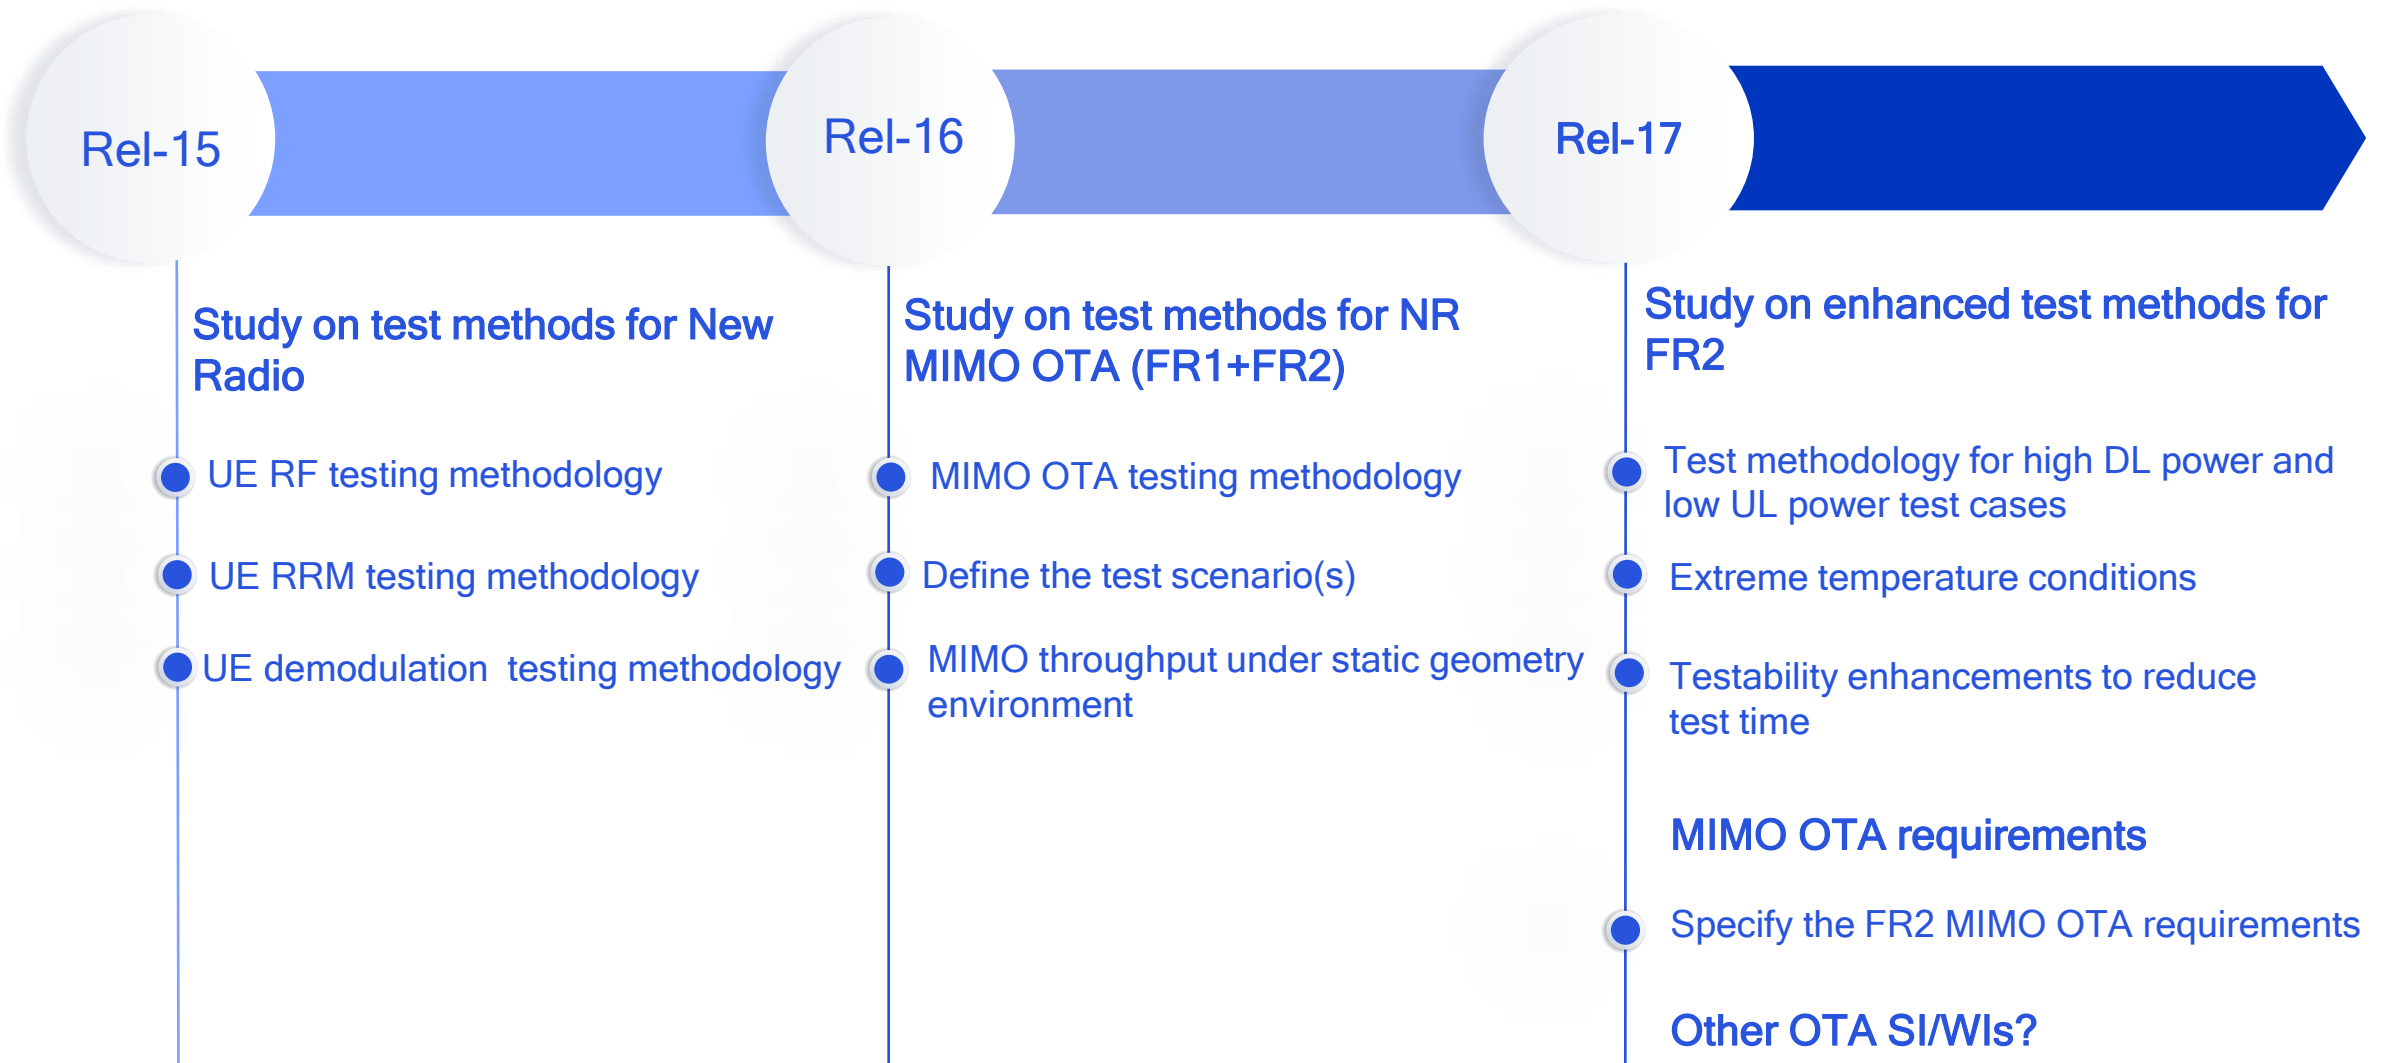 Rel-15
Study on test methods for New
Radio
UE RF testing methodology
UE RRM testing methodology
UE demodulation testing methodology
Rel-16
Study on test methods for NR
MIMO OTA (FR1+FR2)
MIMO OTA testing methodology
Define the test scenario(s)
MIMO throughput under static geometry
environment
Rel-17
Study on enhanced test methods for
FR2
Test methodology for high DL power and
low UL power test cases
Extreme temperature conditions
Testability enhancements to reduce
test time
MIMO OTA requirements
Specify the FR2 MIMO OTA requirements
Other OTA SI/WIs?